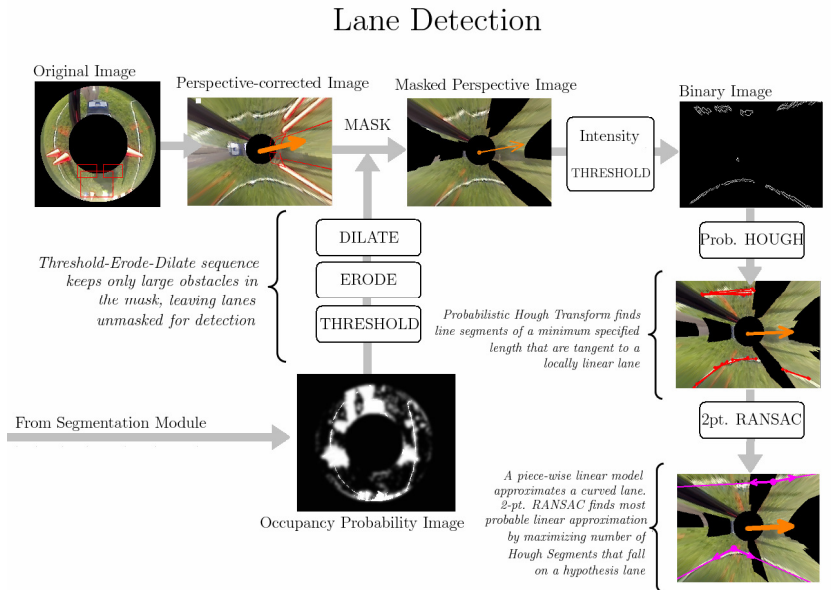 Lane Detection
Original Image
Perspective-corrected Image
Masked Perspective Image
Binary Image
MASK
Intensity
THRESHOLD
Prob. HOUGH
DILATE
ERODE
THRESHOLD
Threshold-Erode-Dilate sequence
keeps only large obstacles in
the mask, leaving lanes
unmasked for detection
Probabilistic Hough Transform finds
line segments of a minimum specified
length that are tangent to a
locally linear lane
2pt. RANSAC
From Segmentation Module
Occupancy Probability Image
A piece-wise linear model
approximates a curved lane.
2-pt. RANSAC finds most
probable linear approximation
by maximizing number of
Hough Segments that fall
on a hypothesis lane